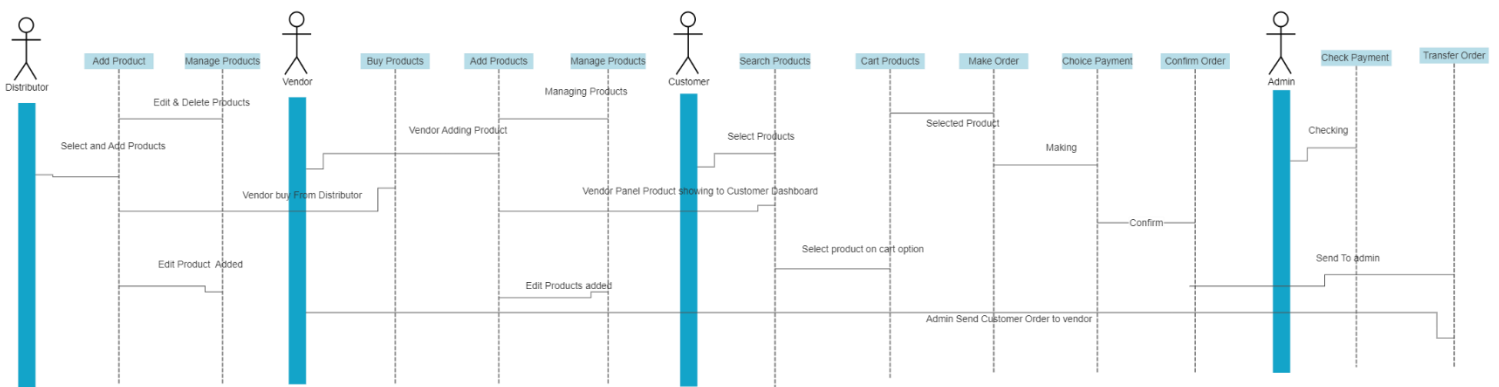 Distributor
Add Product
Manage Products
Vendor
Buy Products
Add Products
Manage Products
Customer
Search Products
Cart Products
Make Order
Choice Payment
Confirm Order
Admin
Check Payment
Transfer Order
Edit & Delete Products
Managing Products
Select and Add Products
Vendor Adding Product
Select Products
Selected Product
Making
Checking
Vendor buy From Distributor
Vendor Panel Product showing to Customer Dashboard
Confirm
Select product on cart option
Edit Product Added
Send To admin
Edit Products added
Admin Send Customer Order to vendor